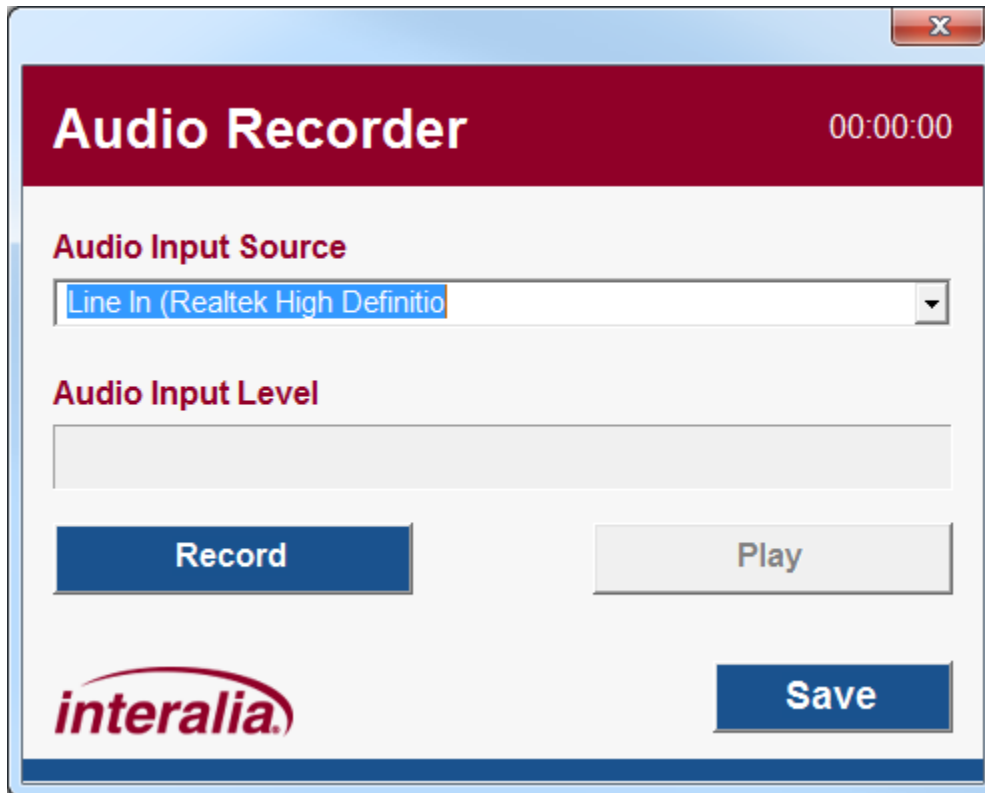 Audio Recorder
00:00:00
Audio Input Source
Line In (Realtek High Definitio
Audio Input Level
Record
Play
interalia®
Save